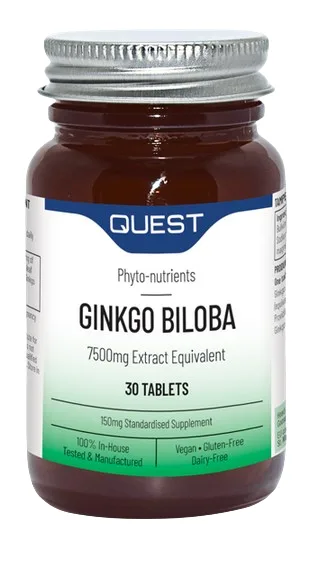 QUEST
Phyto-nutrients
GINKGO BILOBA
7500mg Extract Equivalent
30 TABLETS
150mg Standardised Supplement
100% In-House
Tested & Manufactured
Vegan • Gluten-Free
Dairy-Free